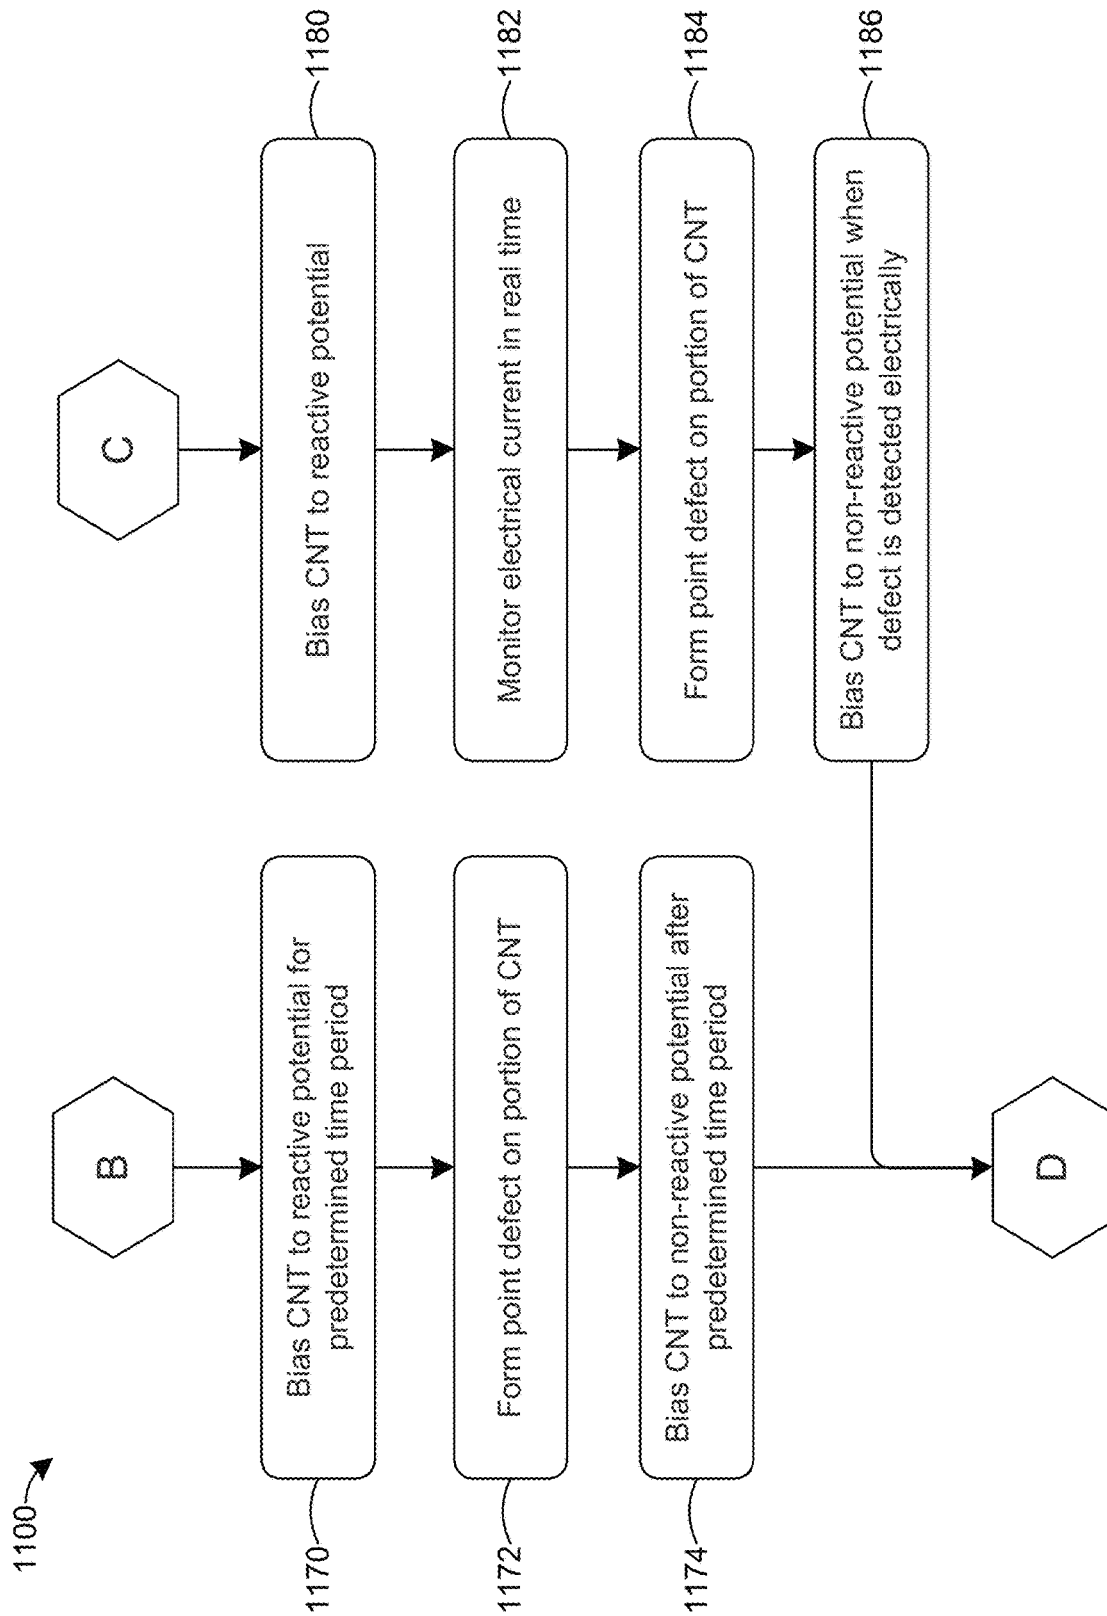 1100
B
Bias CNT to reactive potential for
predetermined time period
1170
Form point defect on portion of CNT
1172
Bias CNT to non-reactive potential after
predetermined time period
1174
C
Bias CNT to reactive potential
1180
Monitor electrical current in real time
1182
Form point defect on portion of CNT
1184
Bias CNT to non-reactive potential when
defect is detected electrically
1186
D